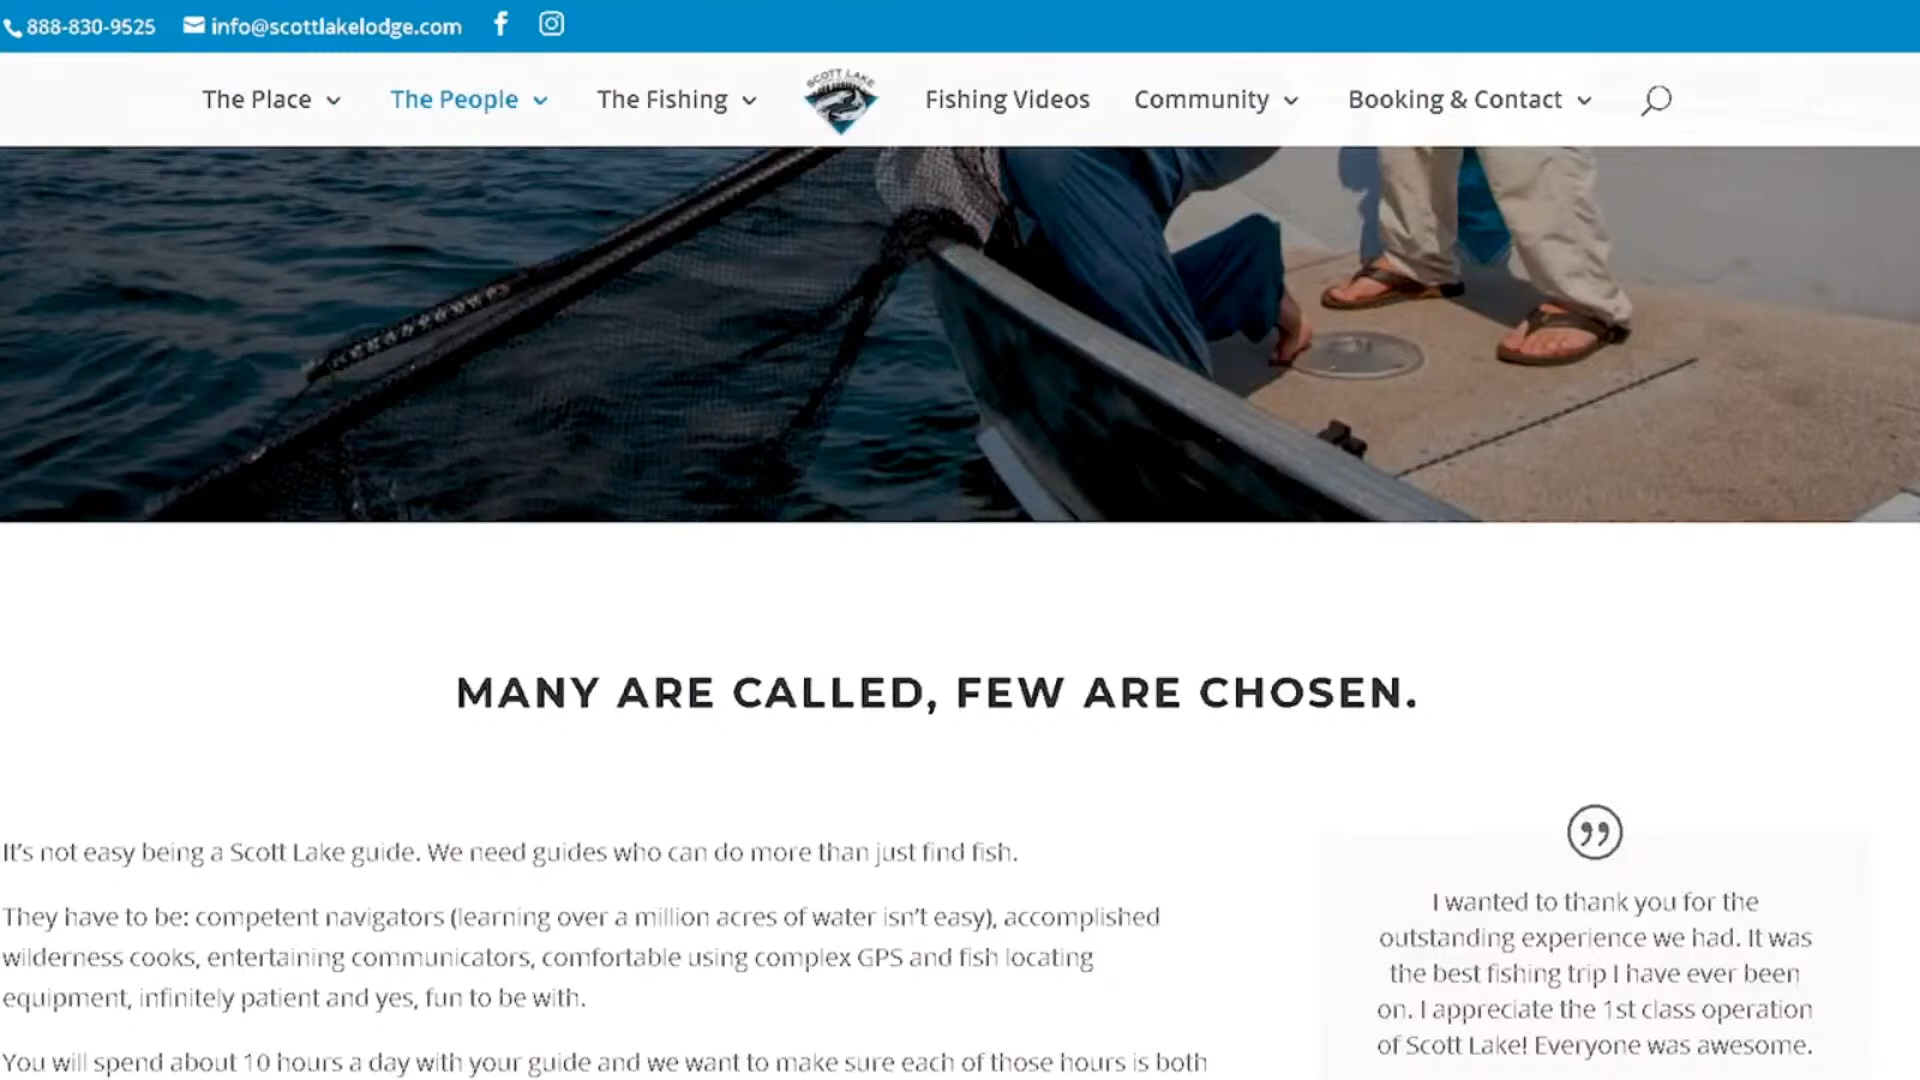 888-830-9525 info@scottlakelodge.com
The Place The People The Fishing SCOTT LAKE Fishing Videos Community Booking & Contact
MANY ARE CALLED, FEW ARE CHOSEN.
It’s not easy being a Scott Lake guide. We need guides who can do more than just find fish.
They have to be: competent navigators (learning over a million acres of water isn’t easy), accomplished
wilderness cooks, entertaining communicators, comfortable using complex GPS and fish locating
equipment, infinitely patient and yes, fun to be with.
You will spend about 10 hours a day with your guide and we want to make sure each of those hours is both
I wanted to thank you for the
outstanding experience we had. It was
the best fishing trip I have ever been
on. I appreciate the 1st class operation
of Scott Lake! Everyone was awesome.